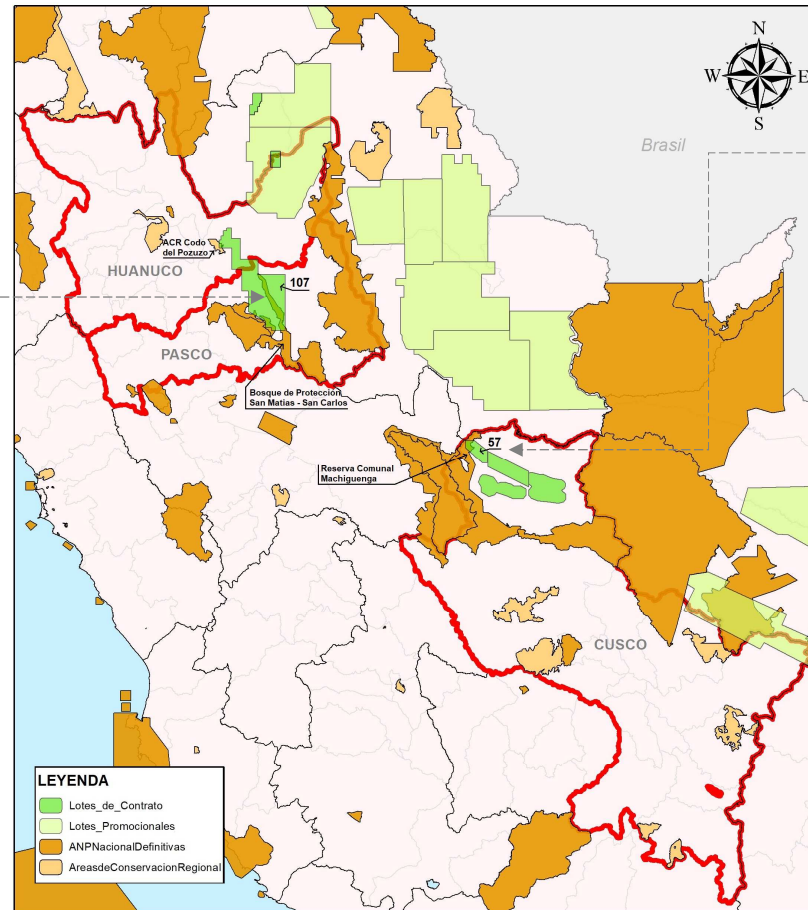 N
W
E
S
Brasil
ACR Codo
del Pozuzo
HUANUCO
107
PASCO
Bosque de Protección
San Matias - San Carlos
57
Reserva Comunal
Machiguenga
CUSCO
LEYENDA
Lotes_de_Contrato
Lotes_Promocionales
ANPNacionalDefinitivas
AreasdeConservacionRegional